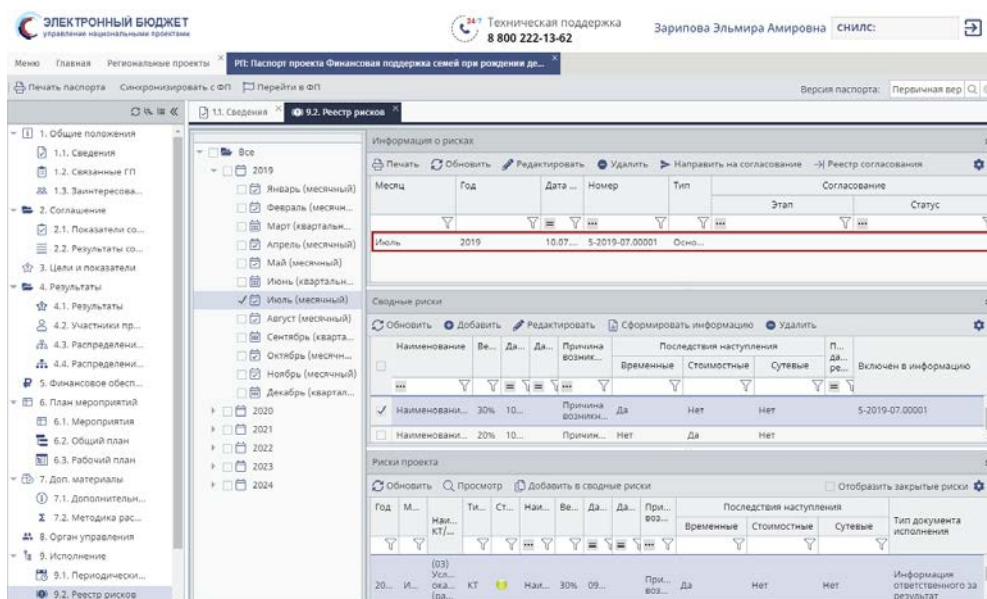 ЭЛЕКТРОННЫЙ БЮДЖЕТ
управление национальными проектами
24/7 Техническая поддержка
8 800 222-13-62
Зарипова Эльмира Амировна СНИЛС:
Меню Главная Региональные проекты РП: Паспорт проекта Финансовая поддержка семей при рождении де...
Печать паспорта Синхронизировать с ФП Перейти в ФП Версия паспорта: Первичная вер
1.1. Сведения 9.2. Реестр рисков
1. Общие положения
1.1. Сведения
1.2. Связанные ГП
1.3. Заинтересова...
2. Соглашение
2.1. Показатели со...
2.2. Результаты со...
3. Цели и показатели
4. Результаты
4.1. Результаты
4.2. Участники пр...
4.3. Распределени...
4.4. Распределени...
5. Финансовое обесп...
6. План мероприятий
6.1. Мероприятия
6.2. Общий план
6.3. Рабочий план
7. Доп. материалы
7.1. Дополнительн...
7.2. Методика рас...
8. Орган управления
9. Исполнение
9.1. Периодически...
9.2. Реестр рисков
Все
2019
Январь (месячный)
Февраль (месячн...
Март (квартальн...
Апрель (месячный)
Май (месячный)
Июнь (квартальн...
Июль (месячный)
Август (месячный)
Сентябрь (кварта...
Октябрь (месячн...
Ноябрь (месячный)
Декабрь (квартал...
2020
2021
2022
2023
2024
Информация о рисках
Печать Обновить Редактировать Удалить Направить на согласование Реестр согласования
Месяц Год Дата ... Номер Тип Согласование
Этап Статус
Июль 2019 10.07.... S-2019-07.00001 Осно...
Сводные риски
Обновить Добавить Редактировать Сформировать информацию Удалить
Наименование Ве... Да... Да... Причина возник... Последствия наступления П... да... ре... Включен в информацию
Временные Стоимостные Сутевые
Наименовани... 30% 10... Причина возникн... Да Нет Нет S-2019-07.00001
Наименовани... 20% 10... Причин... Нет Да Нет
Риски проекта
Обновить Просмотр Добавить в сводные риски Отобразить закрытые риски
Год М... Наи... КТ/... Ти... Ст... Наи... Ве... Да... Да... При... воз... Последствия наступления Тип документа исполнения
Временные Стоимостные Сутевые
20... И... (03) Усл... ока... (ра... КТ Наи... 30% 09... При... воз... Да Нет Нет Информация ответственного за результат